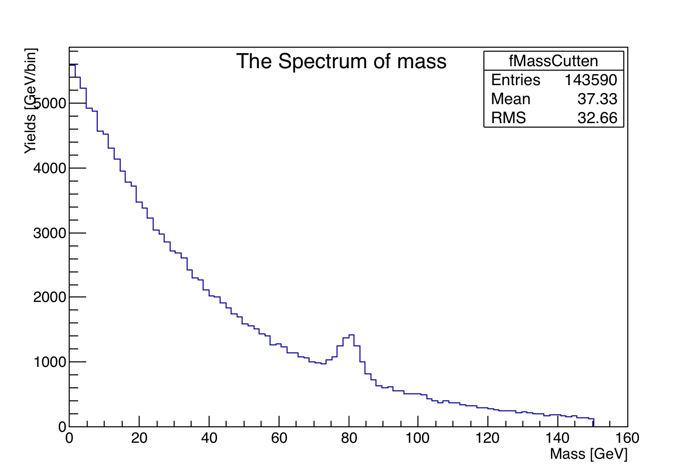 The Spectrum of mass
fMassCutten
Entries 143590
Mean 37.33
RMS 32.66
Yields [GeV/bin]
5000
4000
3000
2000
1000
0
0 20 40 60 80 100 120 140 160
Mass [GeV]